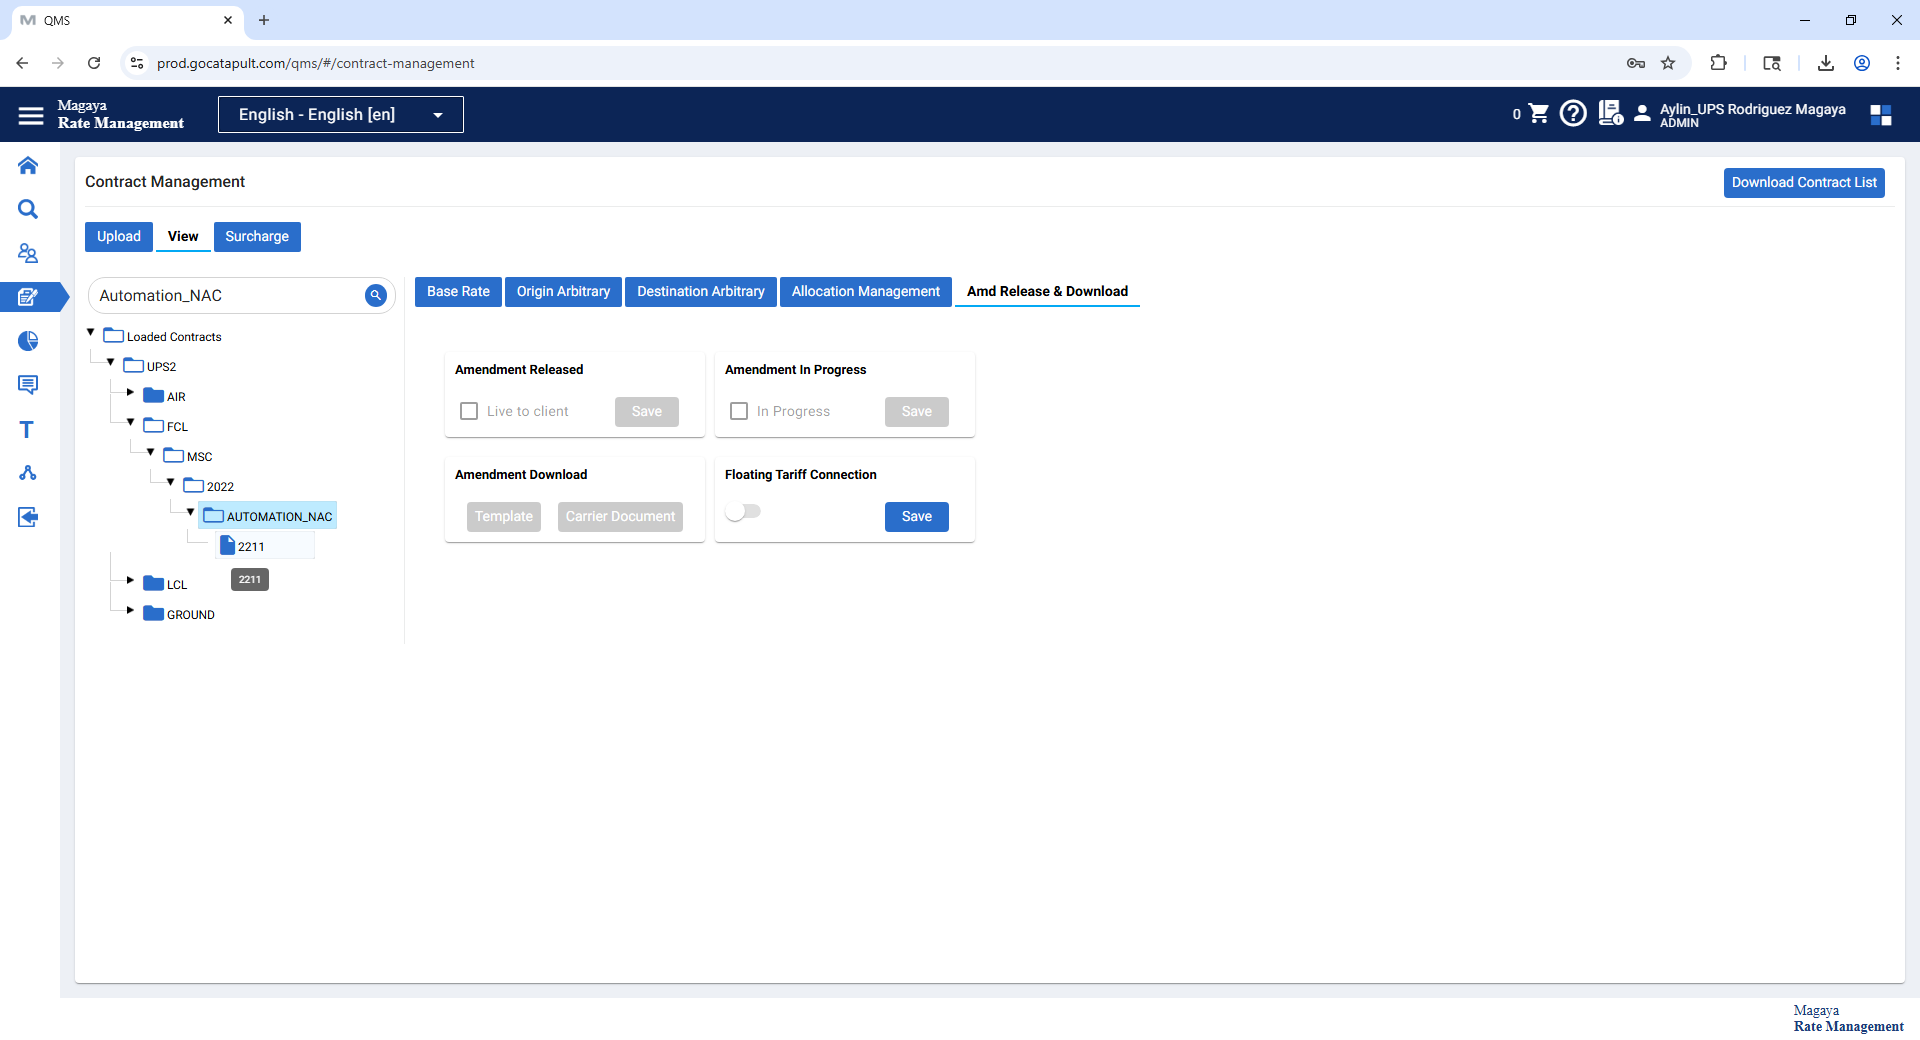 QMS
prod.gocatapult.com/qms/#/contract-management
Magaya
Rate Management
English - English [en]
0
Aylin_UPS Rodriguez Magaya
ADMIN
Contract Management
Download Contract List
Upload
View
Surcharge
Automation_NAC
Base Rate
Origin Arbitrary
Destination Arbitrary
Allocation Management
Amd Release & Download
Loaded Contracts
UPS2
AIR
FCL
MSC
2022
AUTOMATION_NAC
2211
2211
LCL
GROUND
Amendment Released
Live to client
Save
Amendment In Progress
In Progress
Save
Amendment Download
Template
Carrier Document
Floating Tariff Connection
Save
Magaya
Rate Management